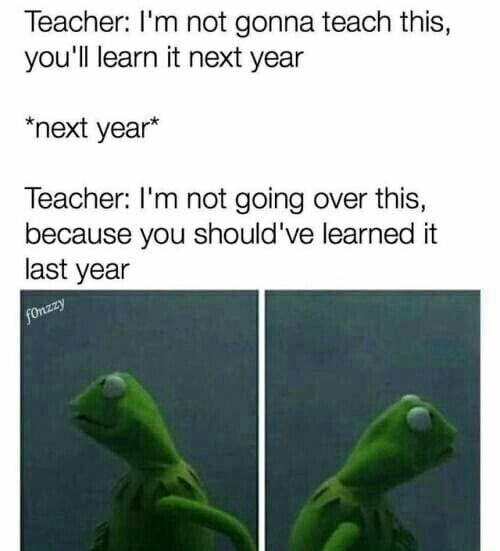 Teacher: I'm not gonna teach this,
you'll learn it next year
*next year*
Teacher: I'm not going over this,
because you should've learned it
last year
f0nzzy